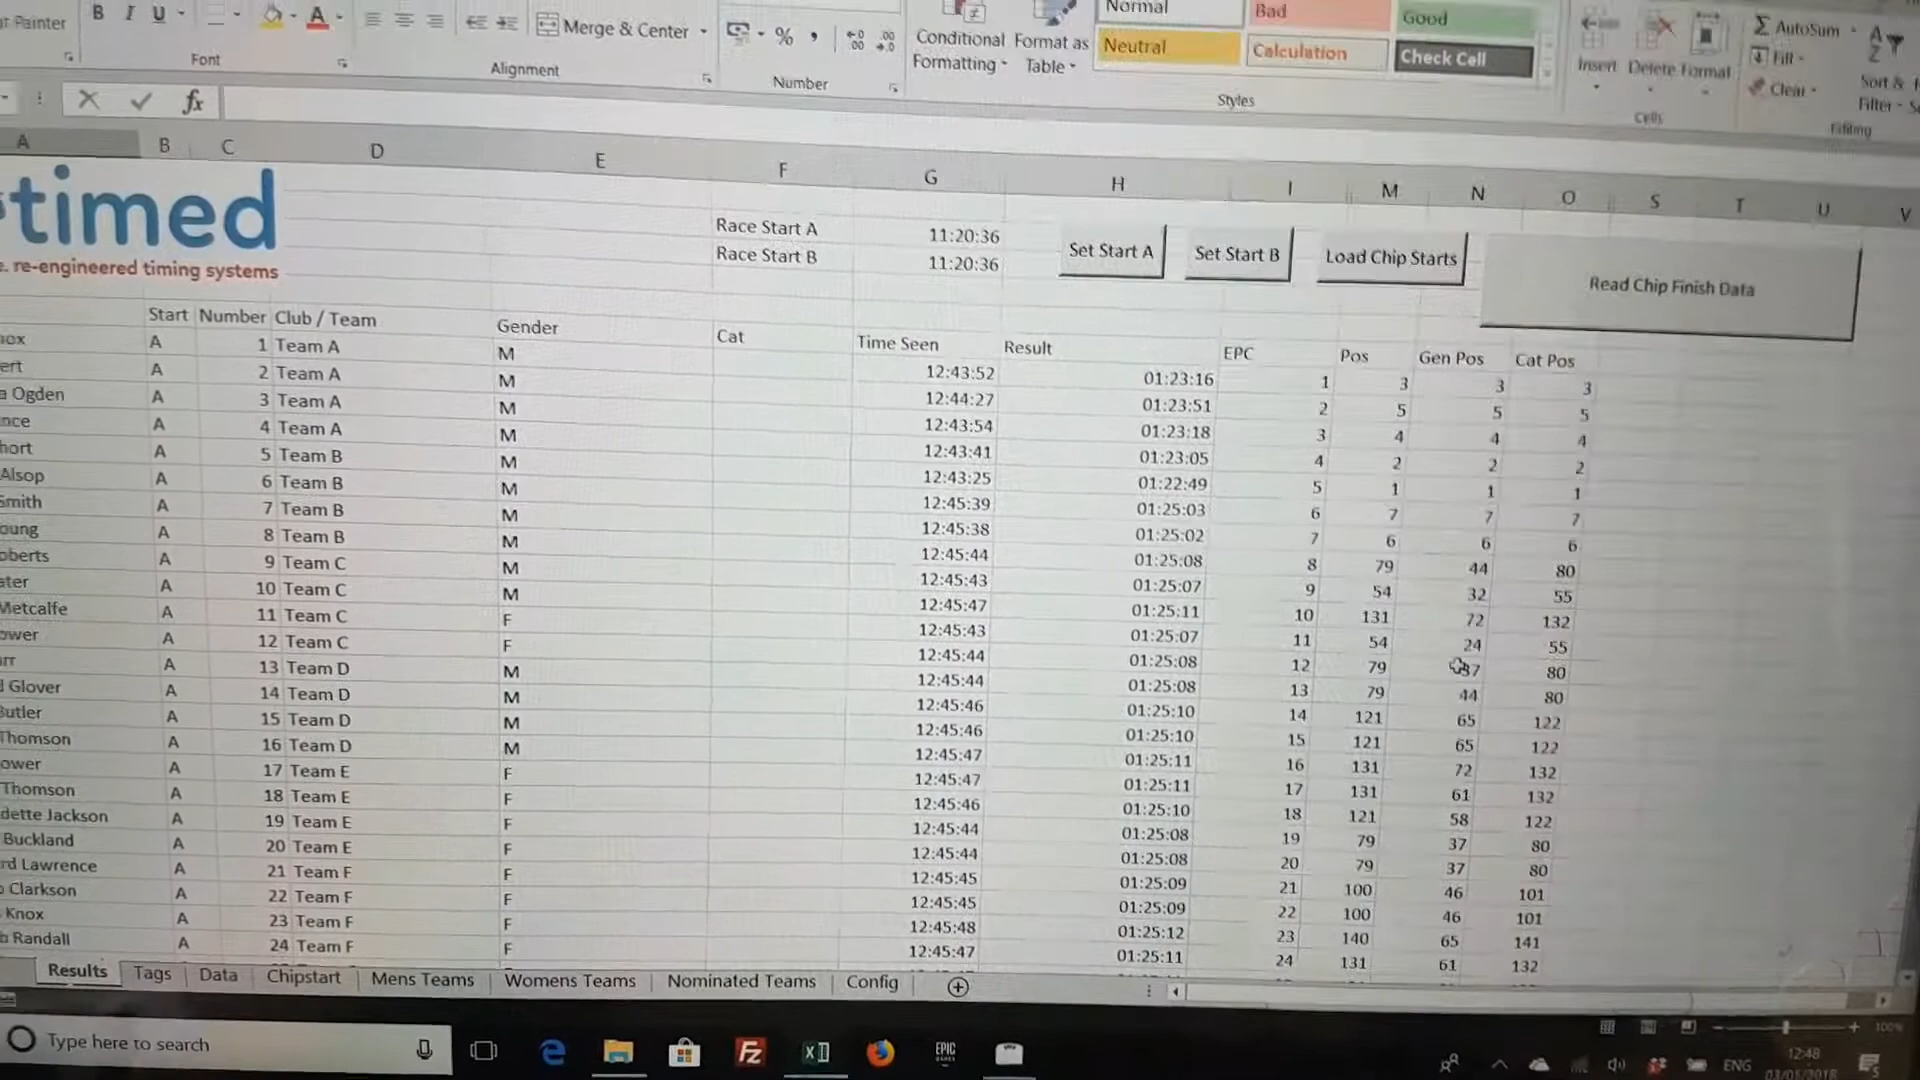 Painter
B I U
A
Merge & Center
%
Font
Alignment
Number
Conditional
Formatting
Format as
Table
Normal
Bad
Good
Neutral
Calculation
Check Cell
Styles
Insert
Delete
Format
Cells
AutoSum
Fill
Clear
Sort &
Filter
Editing
fx
A B C D E F G H I M N O S T U V
timed
re-engineered timing systems
Race Start A 11:20:36
Race Start B 11:20:36
Set Start A
Set Start B
Load Chip Starts
Read Chip Finish Data
Start Number Club / Team Gender Cat Time Seen Result EPC Pos Gen Pos Cat Pos
A 1 Team A M 12:43:52 01:23:16 1 3 3 3
A 2 Team A M 12:44:27 01:23:51 2 5 5 5
Ogden A 3 Team A M 12:43:54 01:23:18 3 4 4 4
A 4 Team A M 12:43:41 01:23:05 4 2 2 2
A 5 Team B M 12:43:25 01:22:49 5 1 1 1
Alsop A 6 Team B M 12:45:39 01:25:03 6 7 7 7
Smith A 7 Team B M 12:45:38 01:25:02 7 6 6 6
A 8 Team B M 12:45:44 01:25:08 8 79 44 80
A 9 Team C M 12:45:43 01:25:07 9 54 32 55
A 10 Team C M 12:45:47 01:25:11 10 131 72 132
Metcalfe A 11 Team C F 12:45:43 01:25:07 11 54 24 55
A 12 Team C F 12:45:44 01:25:08 12 79 80
A 13 Team D M 12:45:44 01:25:08 13 79 44 80
Glover A 14 Team D M 12:45:46 01:25:10 14 121 65 122
Butler A 15 Team D M 12:45:46 01:25:10 15 121 65 122
Thomson A 16 Team D M 12:45:47 01:25:11 16 131 72 132
A 17 Team E F 12:45:47 01:25:11 17 131 61 132
Thomson A 18 Team E F 12:45:46 01:25:10 18 121 58 122
dette Jackson A 19 Team E F 12:45:44 01:25:08 19 79 37 80
Buckland A 20 Team E F 12:45:44 01:25:08 20 79 37 80
rd Lawrence A 21 Team F F 12:45:45 01:25:09 21 100 46 101
Clarkson A 22 Team F F 12:45:45 01:25:09 22 100 46 101
Knox A 23 Team F F 12:45:48 01:25:12 23 140 65 141
Randall A 24 Team F F 12:45:47 01:25:11 24 131 61 132
Results Tags Data Chipstart Mens Teams Womens Teams Nominated Teams Config
100%
Type here to search
EPIC
ENG
12:48